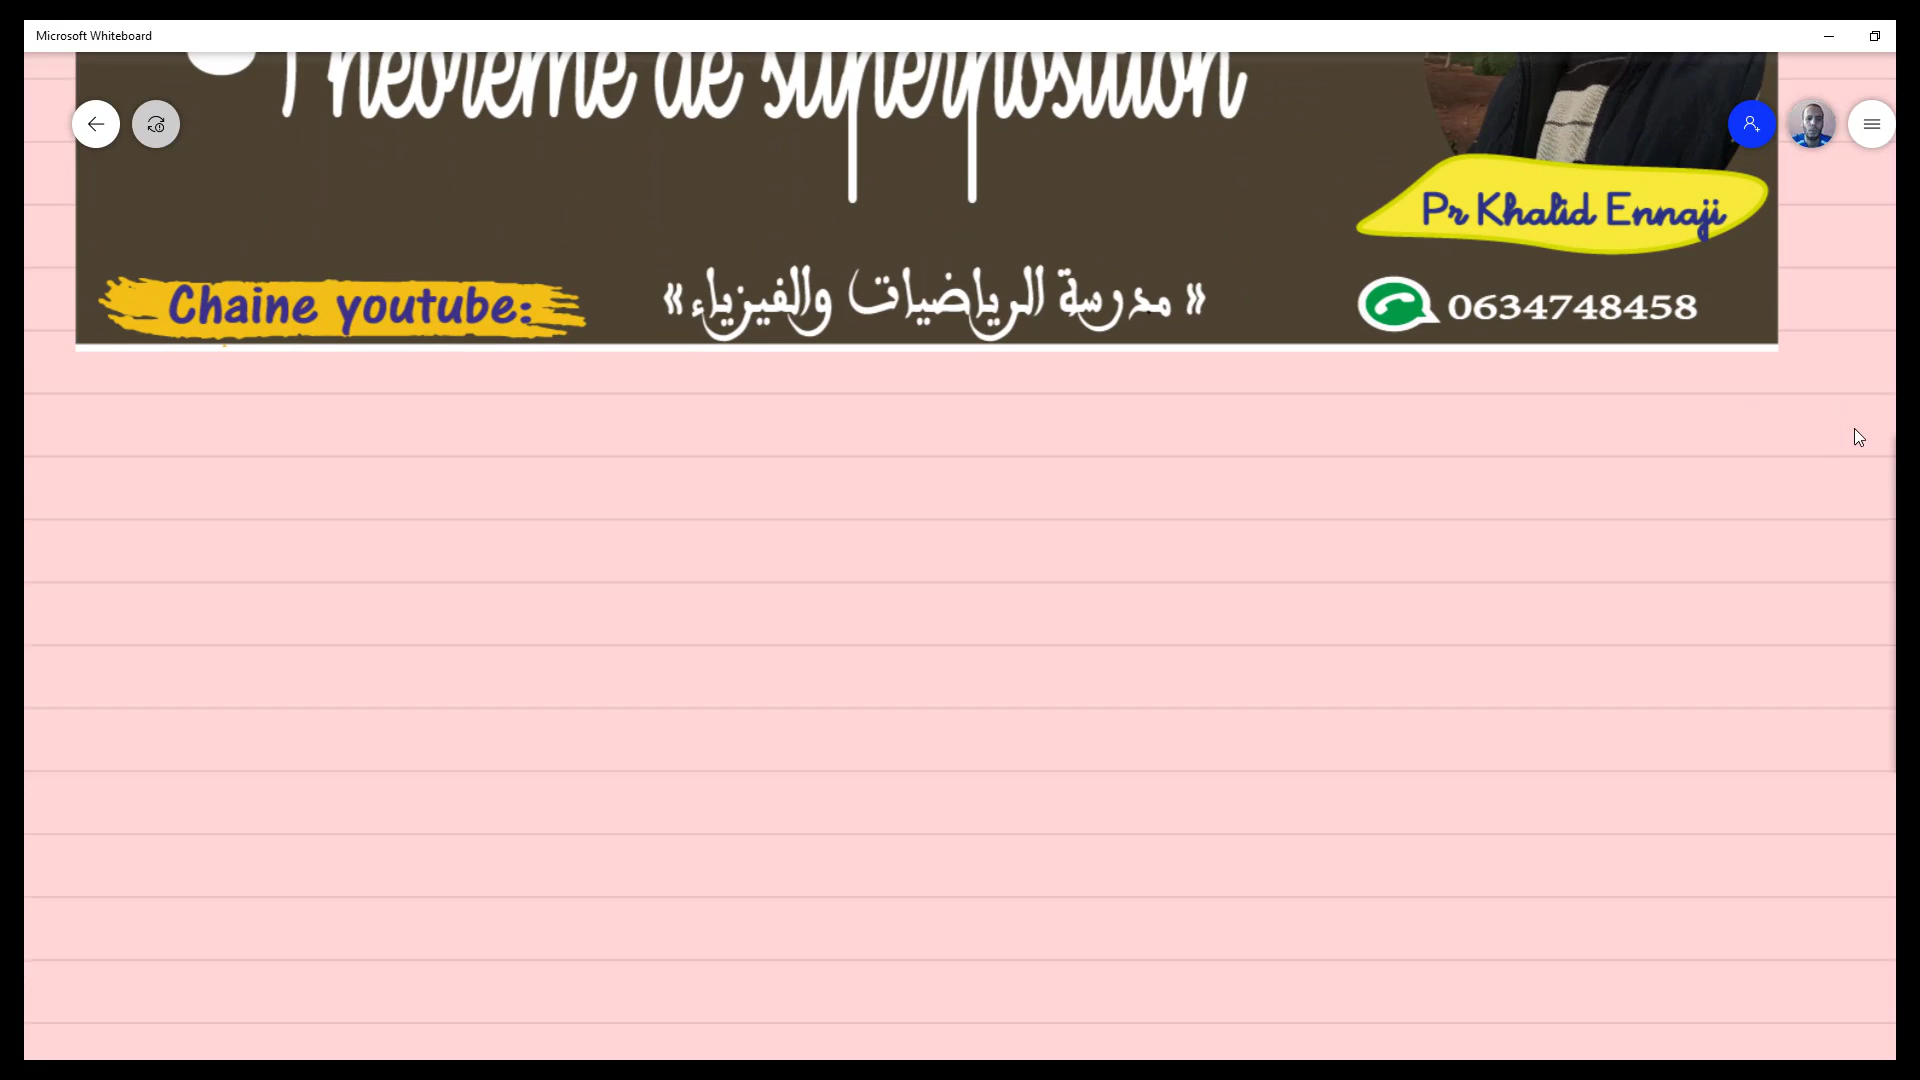 Microsoft Whiteboard
Théorème de superposition
Pr Khalid Ennaji
Chaine youtube:
« مدرسة الرياضيات والفيزياء »
0634748458